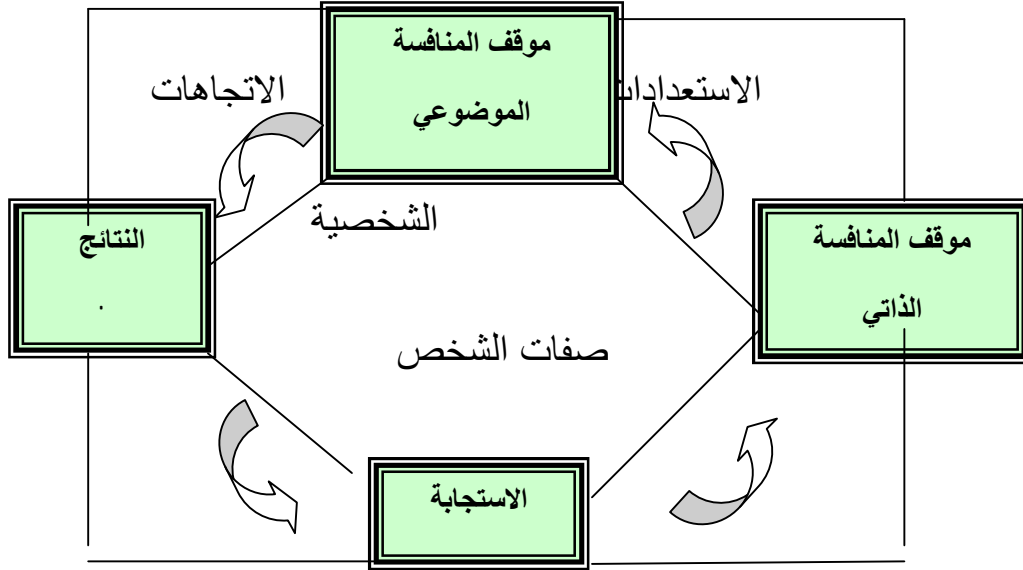 موقف المنافسة
الموضوعي
الاستعدادات
الاتجاهات
الشخصية
موقف المنافسة
الذاتي
النتائج
.
صفات الشخص
الاستجابة